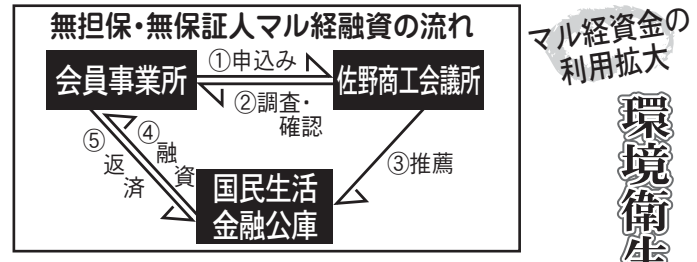 無担保・無保証人マル経融資の流れ
会員事業所
①申込み
佐野商工会議所
②調査・
確認
③推薦
④融資
⑤返済
国民生活
金融公庫
マル経資金の
利用拡大
環境衛生